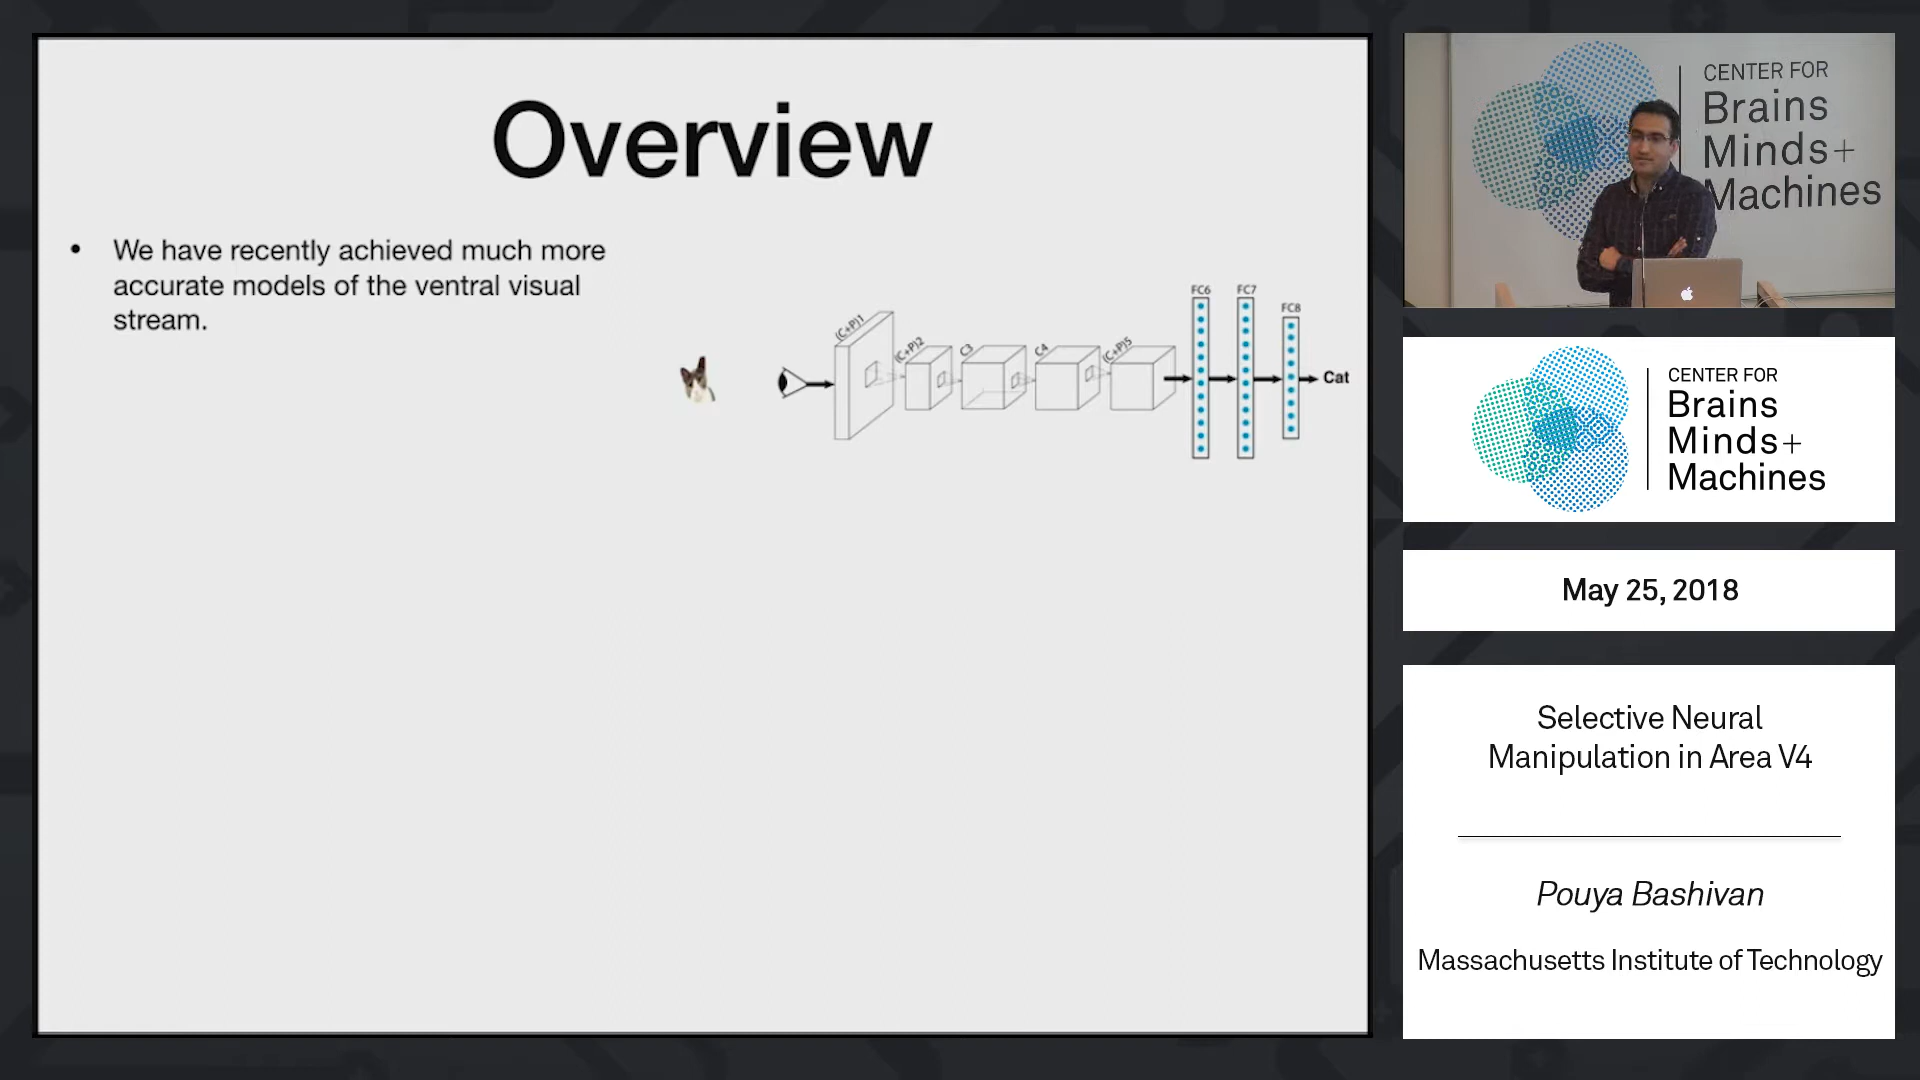 Overview
• We have recently achieved much more
accurate models of the ventral visual
stream.
(C+P)1
(C+P)2
C3
C4
(C+P)5
FC6
FC7
FC8
Cat
CENTER FOR
Brains
Minds+
Machines
CENTER FOR
Brains
Minds+
Machines
May 25, 2018
Selective Neural
Manipulation in Area V4
Pouya Bashivan
Massachusetts Institute of Technology